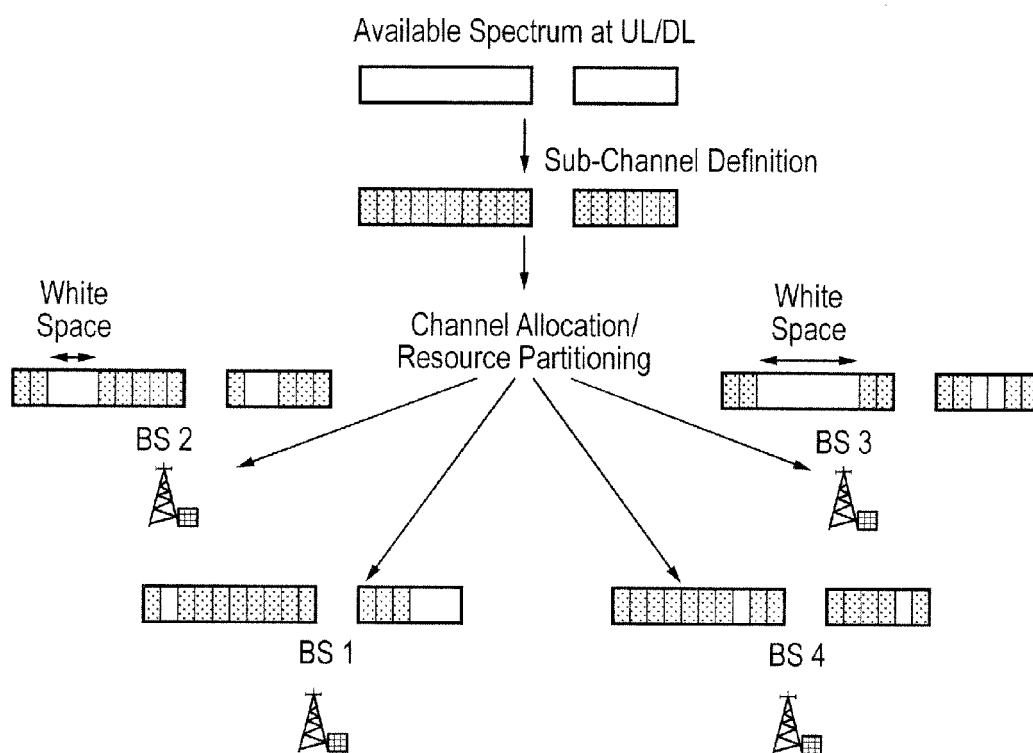 Available Spectrum at UL/DL
Sub-Channel Definition
White
Space
Channel Allocation/
Resource Partitioning
White
Space
BS 2
BS 3
BS 1
BS 4